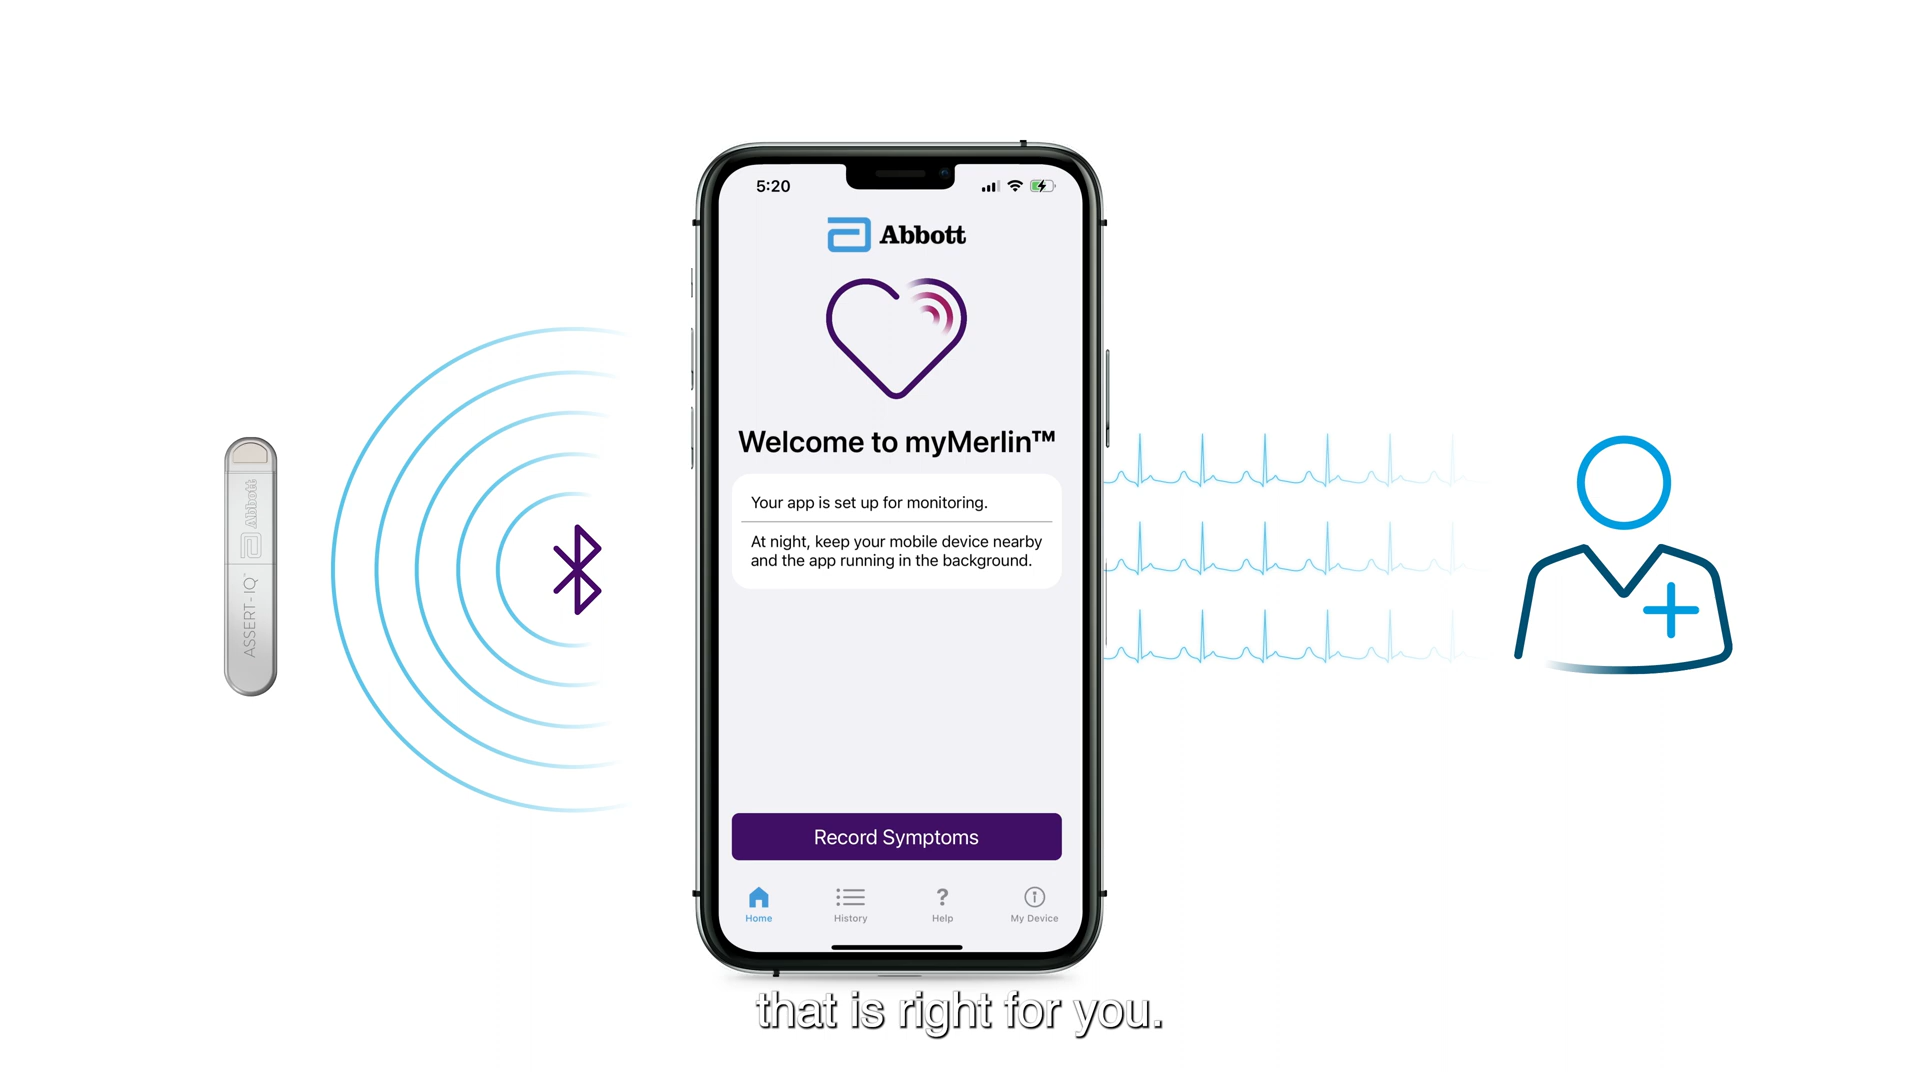 5:20
Abbott
Welcome to myMerlin™
Your app is set up for monitoring.
At night, keep your mobile device nearby
and the app running in the background.
Record Symptoms
Home
History
? Help
My Device
Abbott
ASSERT-IQ™
that is right for you.